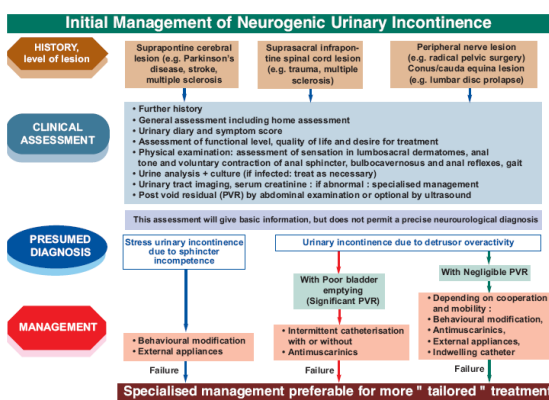 Initial Management of Neurogenic Urinary Incontinence
HISTORY,
level of lesion
Suprapontine cerebral
lesion (e.g. Parkinson's
disease, stroke,
multiple sclerosis
Suprasacral infrapon-
tine spinal cord lesion
(e.g. trauma, multiple
sclerosis)
Peripheral nerve lesion
(e.g. radical pelvic surgery)
Conus/cauda equina lesion
(e.g. lumbar disc prolapse)
CLINICAL
ASSESSMENT
• Further history
• General assessment including home assessment
• Urinary diary and symptom score
• Assessment of functional level, quality of life and desire for treatment
• Physical examination: assessment of sensation in lumbosacral dermatomes, anal
tone and voluntary contraction of anal sphincter, bulbocavernosus and anal reflexes, gait
• Urine analysis + culture (if infected: treat as necessary)
• Urinary tract imaging, serum creatinine : if abnormal : specialised management
• Post void residual (PVR) by abdominal examination or optional by ultrasound
This assessment will give basic information, but does not permit a precise neurourological diagnosis
PRESUMED
DIAGNOSIS
Stress urinary incontinence
due to sphincter
incompetence
Urinary incontinence due to detrusor overactivity
With Poor bladder
emptying
(Significant PVR)
With Negligible PVR
MANAGEMENT
• Behavioural modification
• External appliances
• Intermittent catheterisation
with or without
• Antimuscarinics
• Depending on cooperation
and mobility :
• Behavioural modification,
• Antimuscarinics,
• External appliances,
• Indwelling catheter
Failure
Failure
Failure
Specialised management preferable for more " tailored " treatment